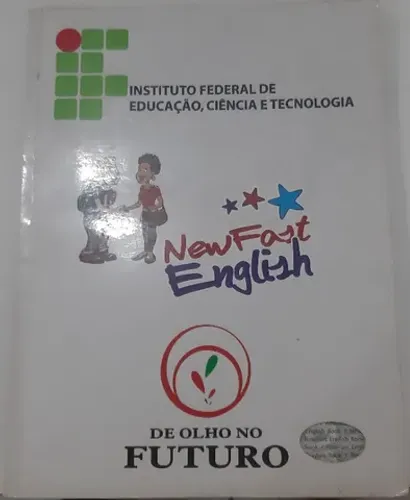 INSTITUTO FEDERAL DE
EDUCAÇÃO, CIÊNCIA E TECNOLOGIA
NewFast
English
DE OLHO NO
FUTURO